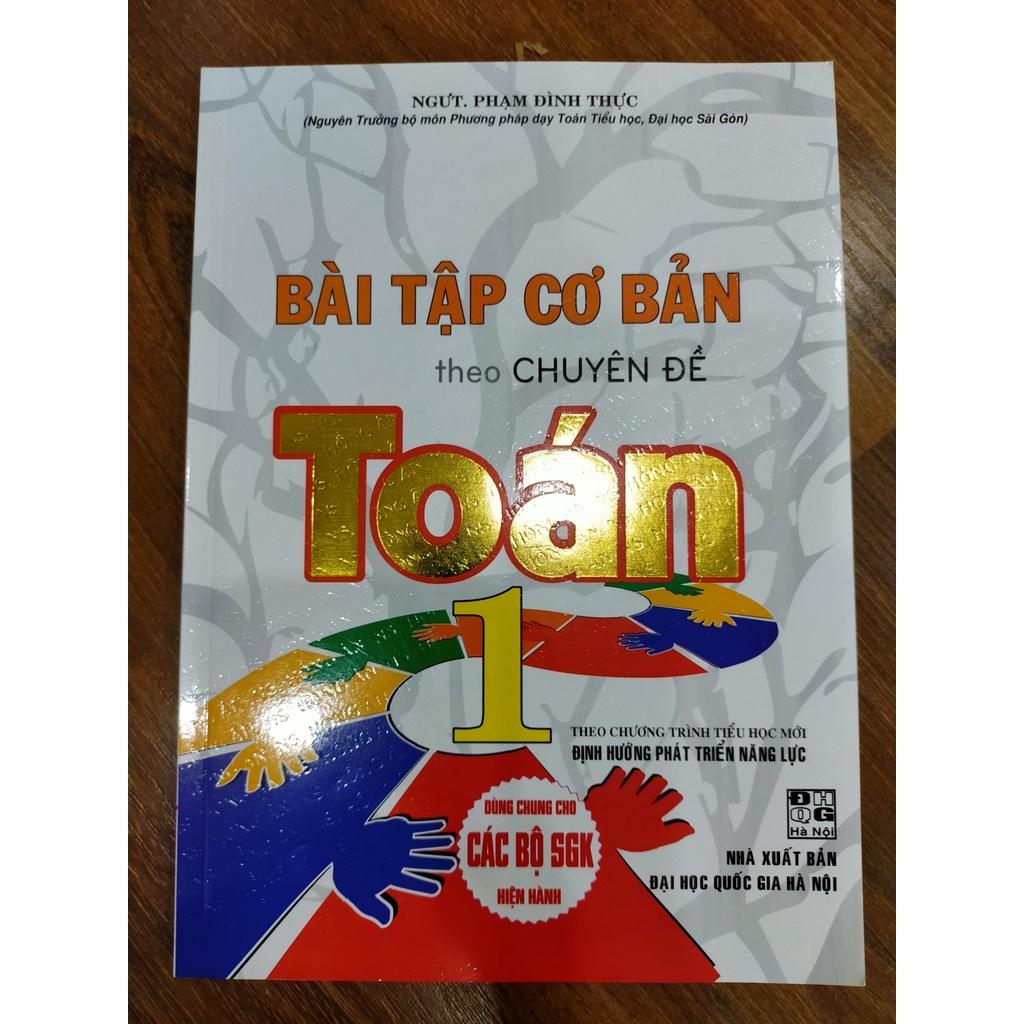 NGƯT. PHẠM ĐÌNH THỰC
(Nguyên Trưởng bộ môn Phương pháp dạy Toán Tiểu học, Đại học Sài Gòn)
BÀI TẬP CƠ BẢN
theo CHUYÊN ĐỀ
Toán
1
THEO CHƯƠNG TRÌNH TIỂU HỌC MỚI
ĐỊNH HƯỚNG PHÁT TRIỂN NĂNG LỰC
DÙNG CHUNG CHO
CÁC BỘ SGK
HIỆN HÀNH
ĐH
QG
Hà Nội
NHÀ XUẤT BẢN
ĐẠI HỌC QUỐC GIA HÀ NỘI